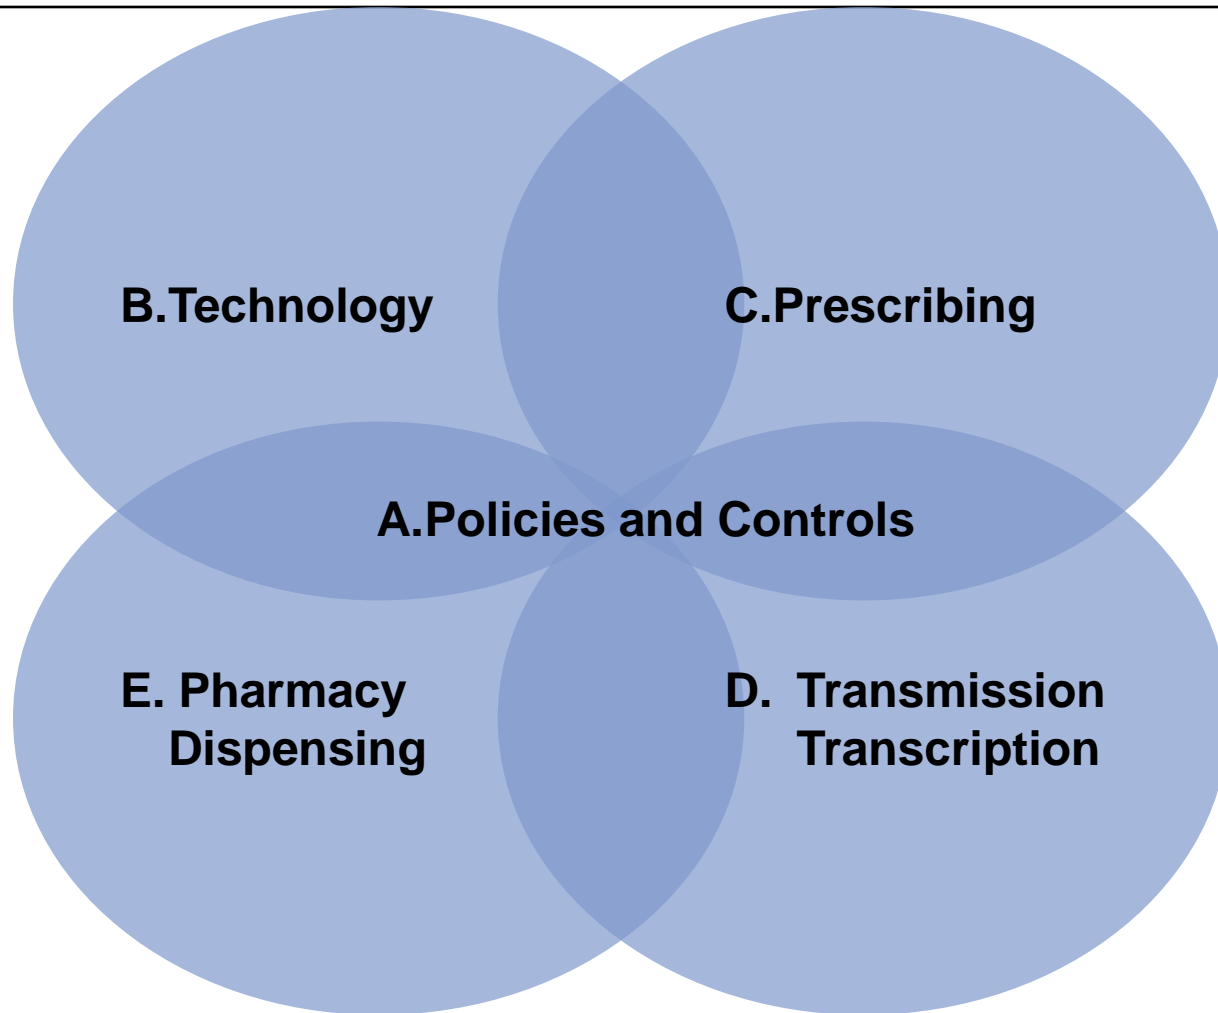 B.Technology
C.Prescribing
A.Policies and Controls
E. Pharmacy
Dispensing
D. Transmission
Transcription